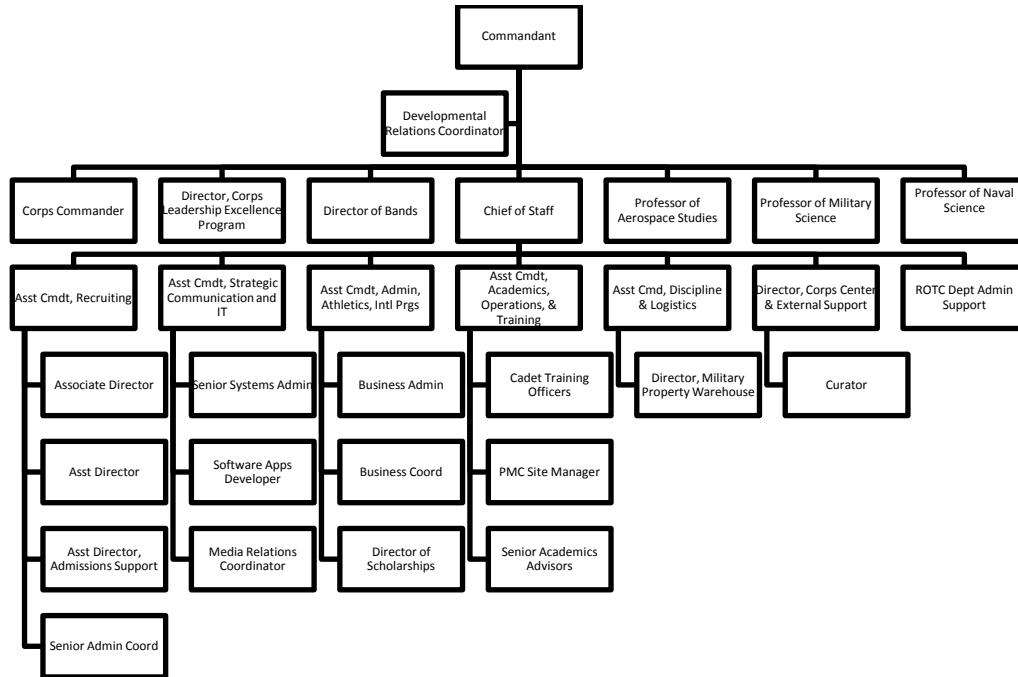 Commandant
Developmental
Relations Coordinator
Corps Commander
Director, Corps
Leadership Excellence
Program
Director of Bands
Chief of Staff
Professor of
Aerospace Studies
Professor of Military
Science
Professor of Naval
Science
Asst Cmdt, Recruiting
Asst Cmdt, Strategic
Communication and
IT
Asst Cmdt, Admin,
Athletics, Intl Prgs
Asst Cmdt,
Academics,
Operations, &
Training
Asst Cmd, Discipline
& Logistics
Director, Corps Center
& External Support
ROTC Dept Admin
Support
Associate Director
Senior Systems Admin
Business Admin
Cadet Training
Officers
Director, Military
Property Warehouse
Curator
Asst Director
Software Apps
Developer
Business Coord
PMC Site Manager
Asst Director,
Admissions Support
Media Relations
Coordinator
Director of
Scholarships
Senior Academics
Advisors
Senior Admin Coord